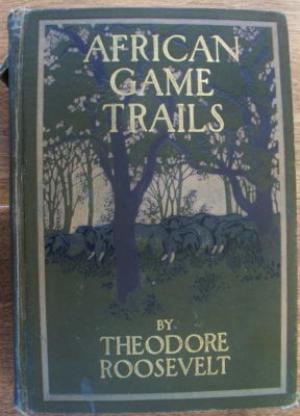 AFRICAN
GAME
TRAILS
BY
THEODORE
ROOSEVELT